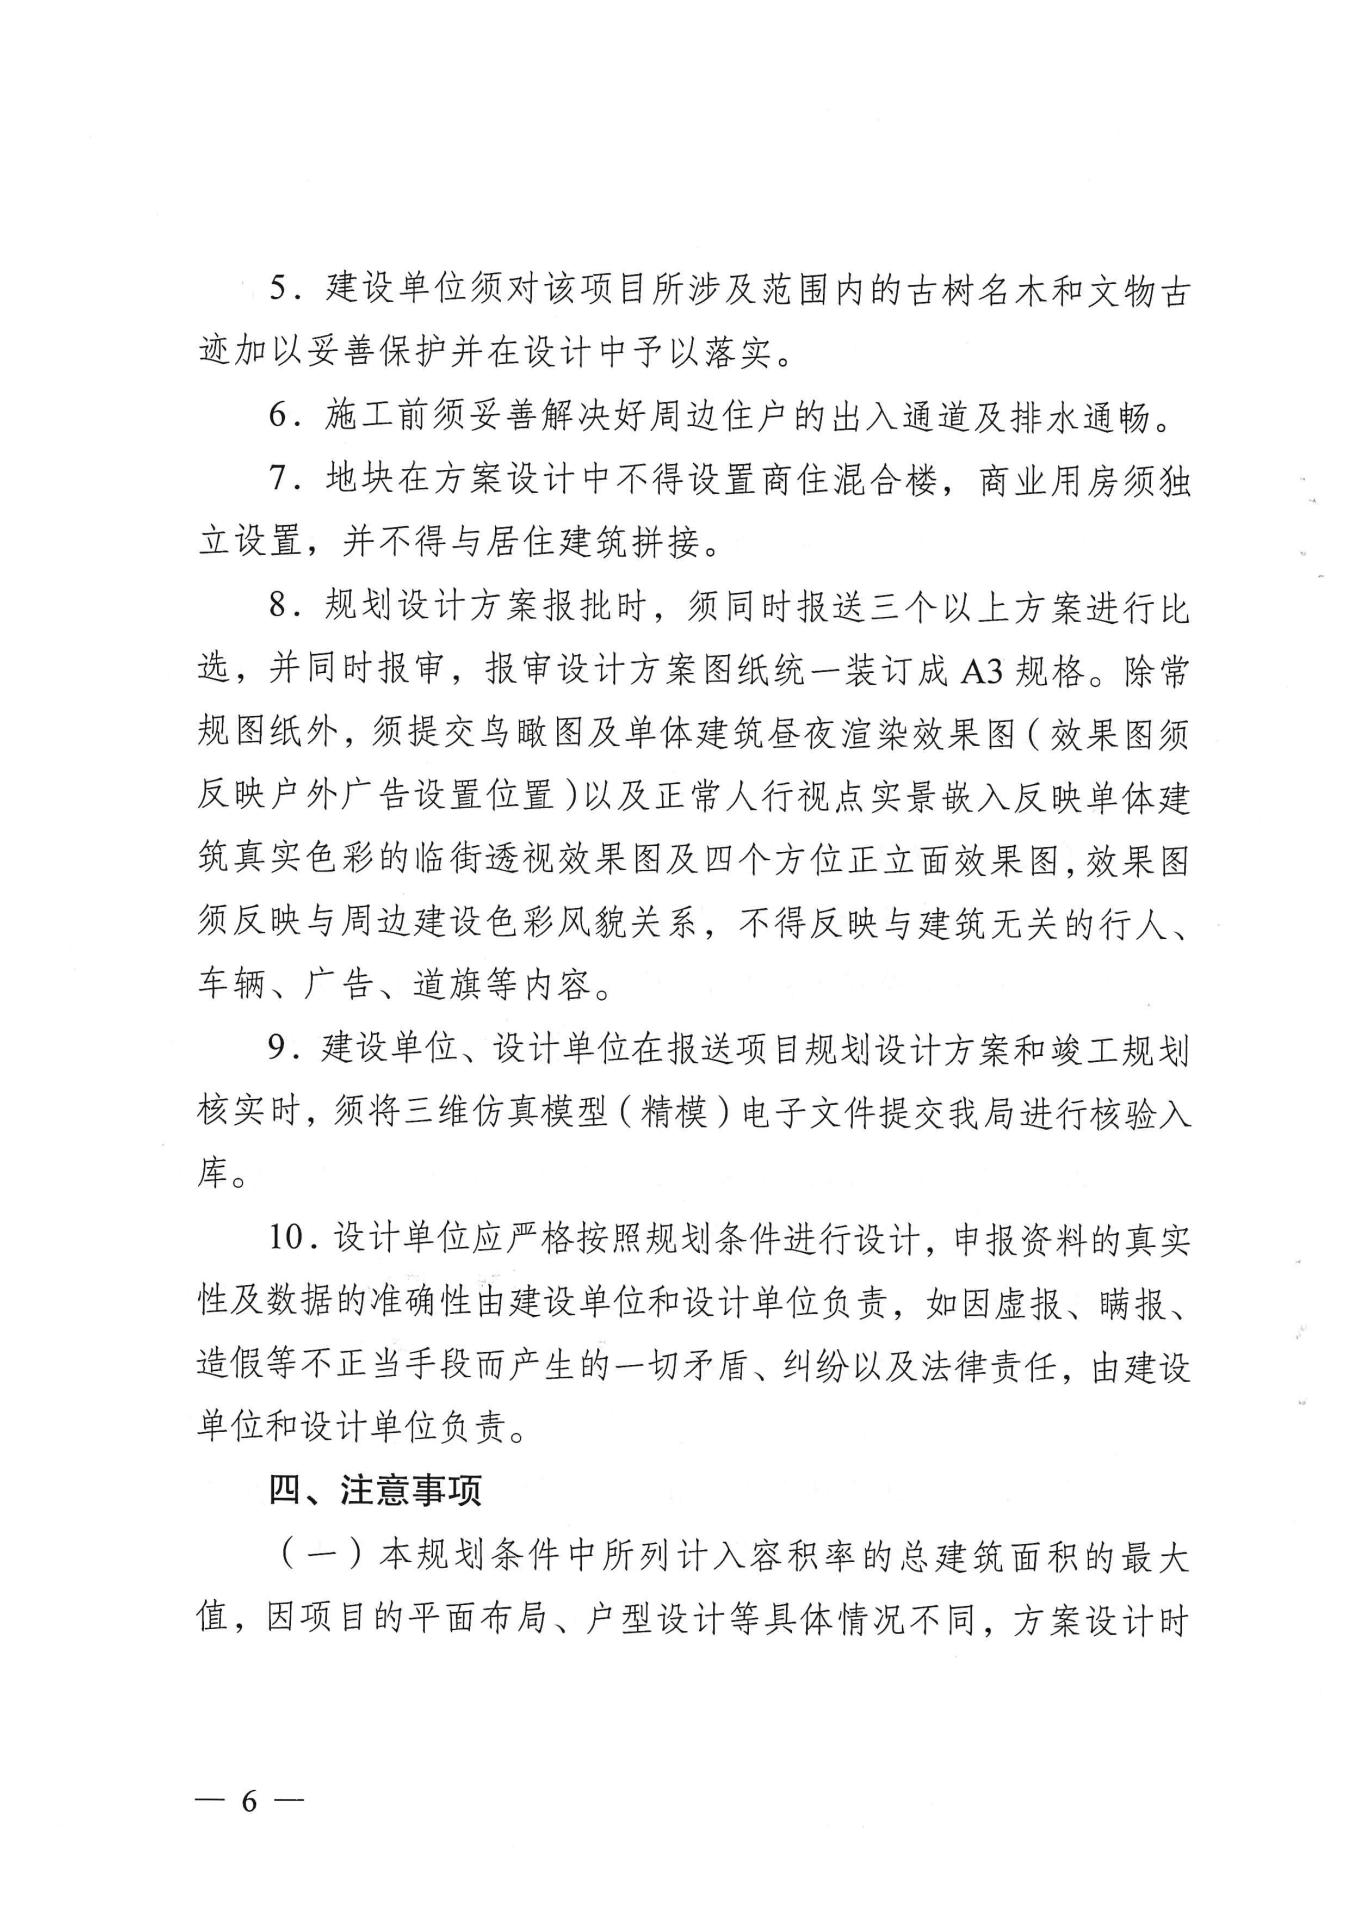 5．建设单位须对该项目所涉及范围内的古树名木和文物古
迹加以妥善保护并在设计中予以落实。
6．施工前须妥善解决好周边住户的出入通道及排水通畅。
7．地块在方案设计中不得设置商住混合楼，商业用房须独
立设置，并不得与居住建筑拼接。
8．规划设计方案报批时，须同时报送三个以上方案进行比
选，并同时报审，报审设计方案图纸统一装订成 A3 规格。除常
规图纸外，须提交鸟瞰图及单体建筑昼夜渲染效果图（效果图须
反映户外广告设置位置）以及正常人行视点实景嵌入反映单体建
筑真实色彩的临街透视效果图及四个方位正立面效果图，效果图
须反映与周边建设色彩风貌关系，不得反映与建筑无关的行人、
车辆、广告、道旗等内容。
9．建设单位、设计单位在报送项目规划设计方案和竣工规划
核实时，须将三维仿真模型（精模）电子文件提交我局进行核验入
库。
10．设计单位应严格按照规划条件进行设计，申报资料的真实
性及数据的准确性由建设单位和设计单位负责，如因虚报、瞒报、
造假等不正当手段而产生的一切矛盾、纠纷以及法律责任，由建设
单位和设计单位负责。
四、注意事项
（一）本规划条件中所列计入容积率的总建筑面积的最大
值，因项目的平面布局、户型设计等具体情况不同，方案设计时
— 6 —